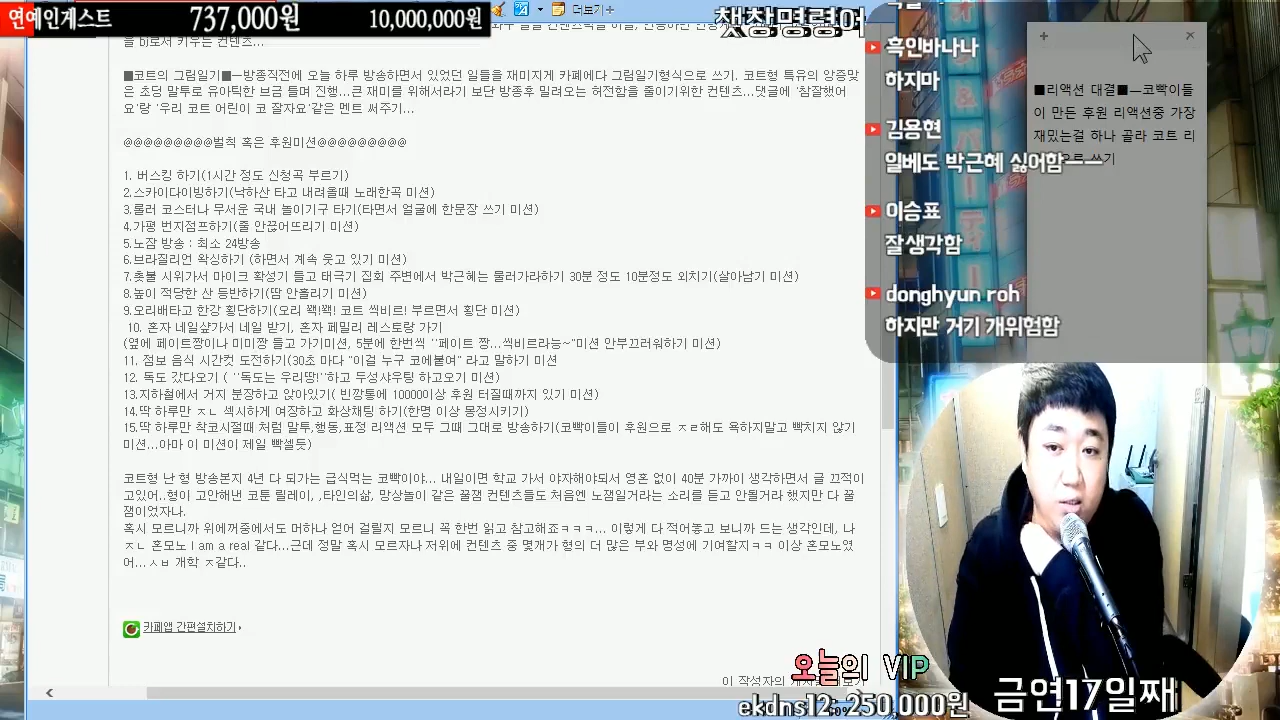 연예인게스트 737,000원 10,000,000원
더보기+
챗창명령어
을 bj로서 키우는 컨텐츠...
■코트의 그림일기■—방종직전에 오늘 하루 방송하면서 있었던 일들을 재미지게 카페에다 그림일기형식으로 쓰기. 코트형 특유의 앙증맞
은 초딩 말투로 유아틱한 브금 틀며 진행...큰 재미를 위해서라기 보단 방종후 밀려오는 허전함을 줄이기위한 컨텐츠...댓글에 '참잘했어
요'랑 '우리 코트 어린이 코 잘자요'같은 멘트 써주기...
@@@@@@@@벌칙 혹은 후원미션@@@@@@@@
1. 버스킹 하기(1시간 정도 신청곡 부르기)
2.스카이다이빙하기(낙하산 타고 내려올때 노래한곡 미션)
3.롤러 코스터나 무서운 국내 놀이기구 타기(타면서 얼굴에 한문장 쓰기 미션)
4.가평 번지점프하기(줄 안끊어뜨리기 미션)
5.노잠 방송 : 최소 24방송
6.브라질리언 왁싱하기 (하면서 계속 웃고 있기 미션)
7.촛불 시위가서 마이크 확성기 들고 태극기 집회 주변에서 박근혜는 물러가라하기 30분 정도 10분정도 외치기(살아남기 미션)
8.높이 적당한 산 등반하기(땀 안흘리기 미션)
9.오리배타고 한강 횡단하기(오리 꽥!꽥! 코트 씩비르! 부르면서 횡단 미션)
10. 혼자 네일샾가서 네일 받기, 혼자 페밀리 레스토랑 가기
(옆에 페이트짱이나 미미짱 들고 가기 미션, 5분에 한번씩 ''페이트 짱...씩비르라능~"미션 안부끄러워하기 미션)
11. 점보 음식 시간컷 도전하기(30초 마다 "이걸 누구 코에붙여" 라고 말하기 미션
12. 독도 갔다오기 ( ''독도는 우리땅!''하고 두성샤우팅 하고오기 미션)
13.지하철에서 거지 분장하고 앉아있기( 빈깡통에 10000이상 후원 터질때까지 있기 미션)
14.딱 하루만 ㅈㄴ 섹시하게 여장하고 화상채팅 하기(한명 이상 몽정시키기)
15.딱 하루만 럭코시절때 처럼 말투,행동,표정 리액션 모두 그때 그대로 방송하기(코빡이들이 후원으로 ㅈㄹ해도 욕하지말고 빡치지 않기
미션...아마 이 미션이 제일 빡셀듯)
코트형 난 형 방송본지 4년 다 되가는 급식먹는 코빡이야... 내일이면 학교 가서 야자해야되서 영혼 없이 40분 가까이 생각하면서 글 끄적이
고있어..형이 고안해낸 코툰 릴레이, ,타인의삶, 망상놀이 같은 꿀잼 컨텐츠들도 처음엔 노잼일거라는 소리를 듣고 안될거라 했지만 다 꿀
잼이었자나.
혹시 모르니까 위에꺼중에서도 머하나 얻어 걸릴지 모르니 꼭 한번 읽고 참고해죠ㅋㅋㅋ... 이렇게 다 적어놓고 보니까 드는 생각인데, 나
ㅈㄴ 혼모노 I am a real 같다...근데 정말 혹시 모르자나 저위에 컨텐츠 중 몇개가 형의 더 많은 부와 명성에 기여할지ㅋㅋ 이상 혼모노였
어...ㅅㅂ 개학 ㅈ같다..
카페앱 간편설치하기
흑인바나나
하지마
김용현
일베도 박근혜 싫어함ㅡㅡ
이승표
잘생각함
donghyun roh
하지만 거기 개위험함
■리액션 대결■—코빡이들
이 만든 후원 리액션중 가장
재밌는걸 하나 골라 코트 리
으로 쓰기
이 작성자의
오늘의 VIP
ekdns12: 250,000원
금연17일째